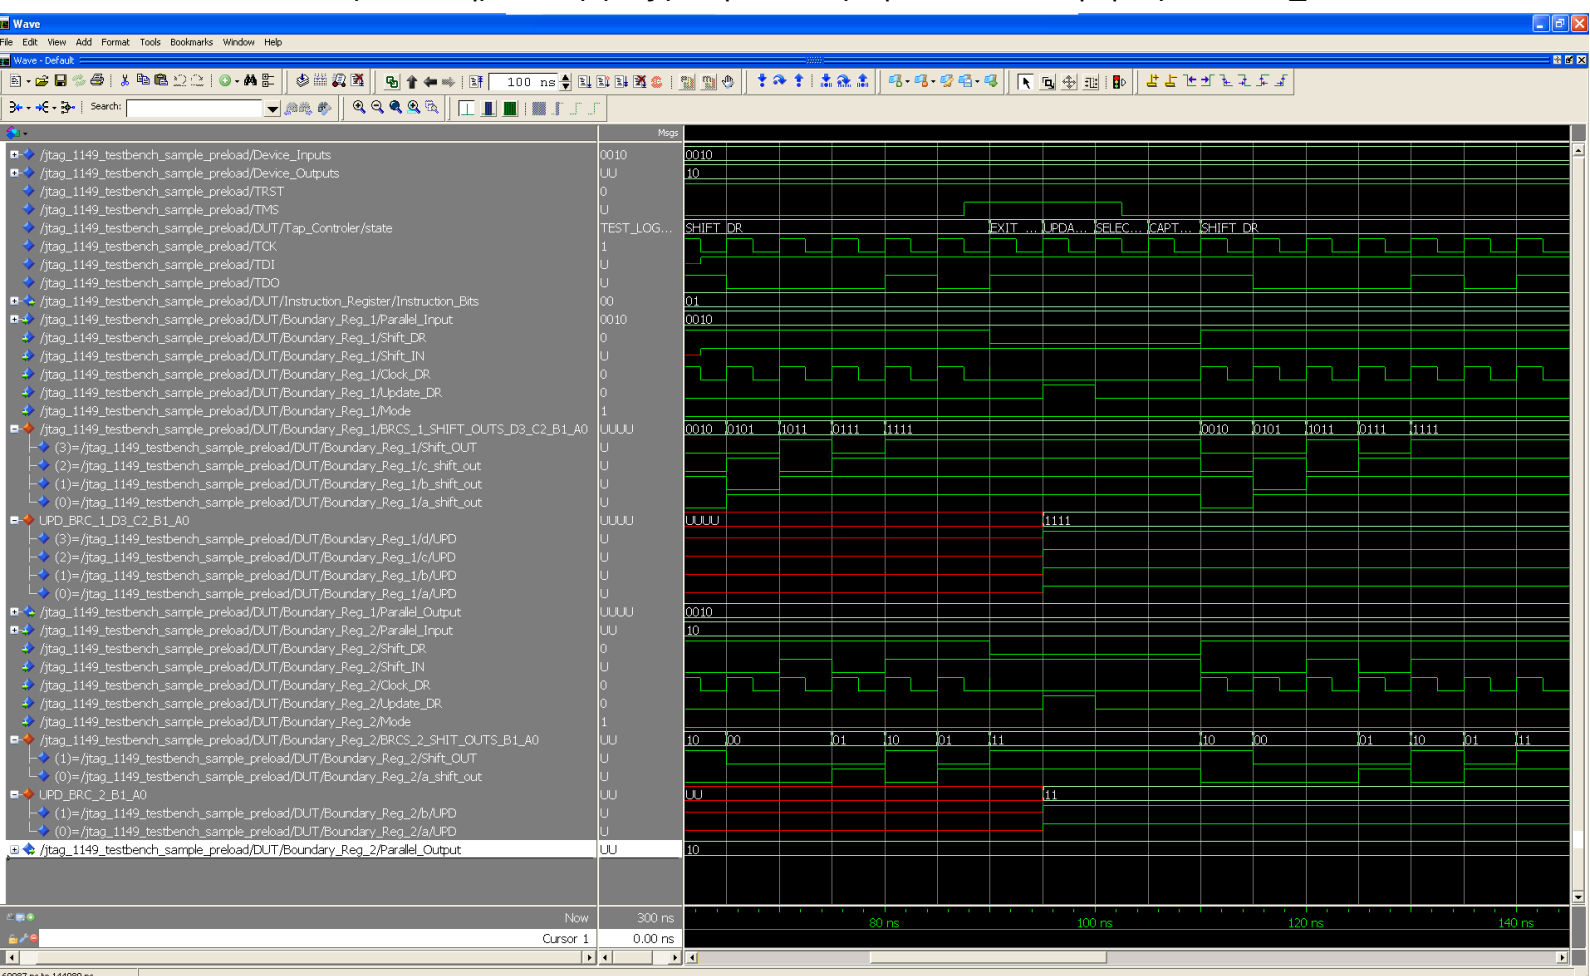 Wave
File Edit View Add Format Tools Bookmarks Window Help
Wave - Default
100 ns
Search:
Msgs
/jtag_1149_testbench_sample_preload/Device_Inputs 0010 0010
/jtag_1149_testbench_sample_preload/Device_Outputs UU 10
/jtag_1149_testbench_sample_preload/TRST 0
/jtag_1149_testbench_sample_preload/TMS U
/jtag_1149_testbench_sample_preload/DUT/Tap_Controler/state TEST_LOG... SHIFT_DR EXIT_... UPDA... SELEC... CAPT... SHIFT_DR
/jtag_1149_testbench_sample_preload/TCK 1
/jtag_1149_testbench_sample_preload/TDI U
/jtag_1149_testbench_sample_preload/TDO U
/jtag_1149_testbench_sample_preload/DUT/Instruction_Register/Instruction_Bits 00 01
/jtag_1149_testbench_sample_preload/DUT/Boundary_Reg_1/Parallel_Input 0010 0010
/jtag_1149_testbench_sample_preload/DUT/Boundary_Reg_1/Shift_DR 0
/jtag_1149_testbench_sample_preload/DUT/Boundary_Reg_1/Shift_IN U
/jtag_1149_testbench_sample_preload/DUT/Boundary_Reg_1/Clock_DR 0
/jtag_1149_testbench_sample_preload/DUT/Boundary_Reg_1/Update_DR 0
/jtag_1149_testbench_sample_preload/DUT/Boundary_Reg_1/Mode 1
/jtag_1149_testbench_sample_preload/DUT/Boundary_Reg_1/BRCS_1_SHIFT_OUTS_D3_C2_B1_A0 UUUU 0010 0101 1011 0111 1111 0010 0101 1011 0111 1111
(3)=/jtag_1149_testbench_sample_preload/DUT/Boundary_Reg_1/Shift_OUT U
(2)=/jtag_1149_testbench_sample_preload/DUT/Boundary_Reg_1/c_shift_out U
(1)=/jtag_1149_testbench_sample_preload/DUT/Boundary_Reg_1/b_shift_out U
(0)=/jtag_1149_testbench_sample_preload/DUT/Boundary_Reg_1/a_shift_out U
UPD_BRC_1_D3_C2_B1_A0 UUUU UUUU 1111
(3)=/jtag_1149_testbench_sample_preload/DUT/Boundary_Reg_1/d/UPD U
(2)=/jtag_1149_testbench_sample_preload/DUT/Boundary_Reg_1/c/UPD U
(1)=/jtag_1149_testbench_sample_preload/DUT/Boundary_Reg_1/b/UPD U
(0)=/jtag_1149_testbench_sample_preload/DUT/Boundary_Reg_1/a/UPD U
/jtag_1149_testbench_sample_preload/DUT/Boundary_Reg_1/Parallel_Output UUUU 0010
/jtag_1149_testbench_sample_preload/DUT/Boundary_Reg_2/Parallel_Input UU 10
/jtag_1149_testbench_sample_preload/DUT/Boundary_Reg_2/Shift_DR 0
/jtag_1149_testbench_sample_preload/DUT/Boundary_Reg_2/Shift_IN U
/jtag_1149_testbench_sample_preload/DUT/Boundary_Reg_2/Clock_DR 0
/jtag_1149_testbench_sample_preload/DUT/Boundary_Reg_2/Update_DR 0
/jtag_1149_testbench_sample_preload/DUT/Boundary_Reg_2/Mode 1
/jtag_1149_testbench_sample_preload/DUT/Boundary_Reg_2/BRCS_2_SHIT_OUTS_B1_A0 UU 10 00 01 10 01 11 10 00 01 10 01 11
(1)=/jtag_1149_testbench_sample_preload/DUT/Boundary_Reg_2/Shift_OUT U
(0)=/jtag_1149_testbench_sample_preload/DUT/Boundary_Reg_2/a_shift_out U
UPD_BRC_2_B1_A0 UU UU 11
(1)=/jtag_1149_testbench_sample_preload/DUT/Boundary_Reg_2/b/UPD U
(0)=/jtag_1149_testbench_sample_preload/DUT/Boundary_Reg_2/a/UPD U
/jtag_1149_testbench_sample_preload/DUT/Boundary_Reg_2/Parallel_Output UU 10
Now 300 ns 80 ns 100 ns 120 ns 140 ns
Cursor 1 0.00 ns